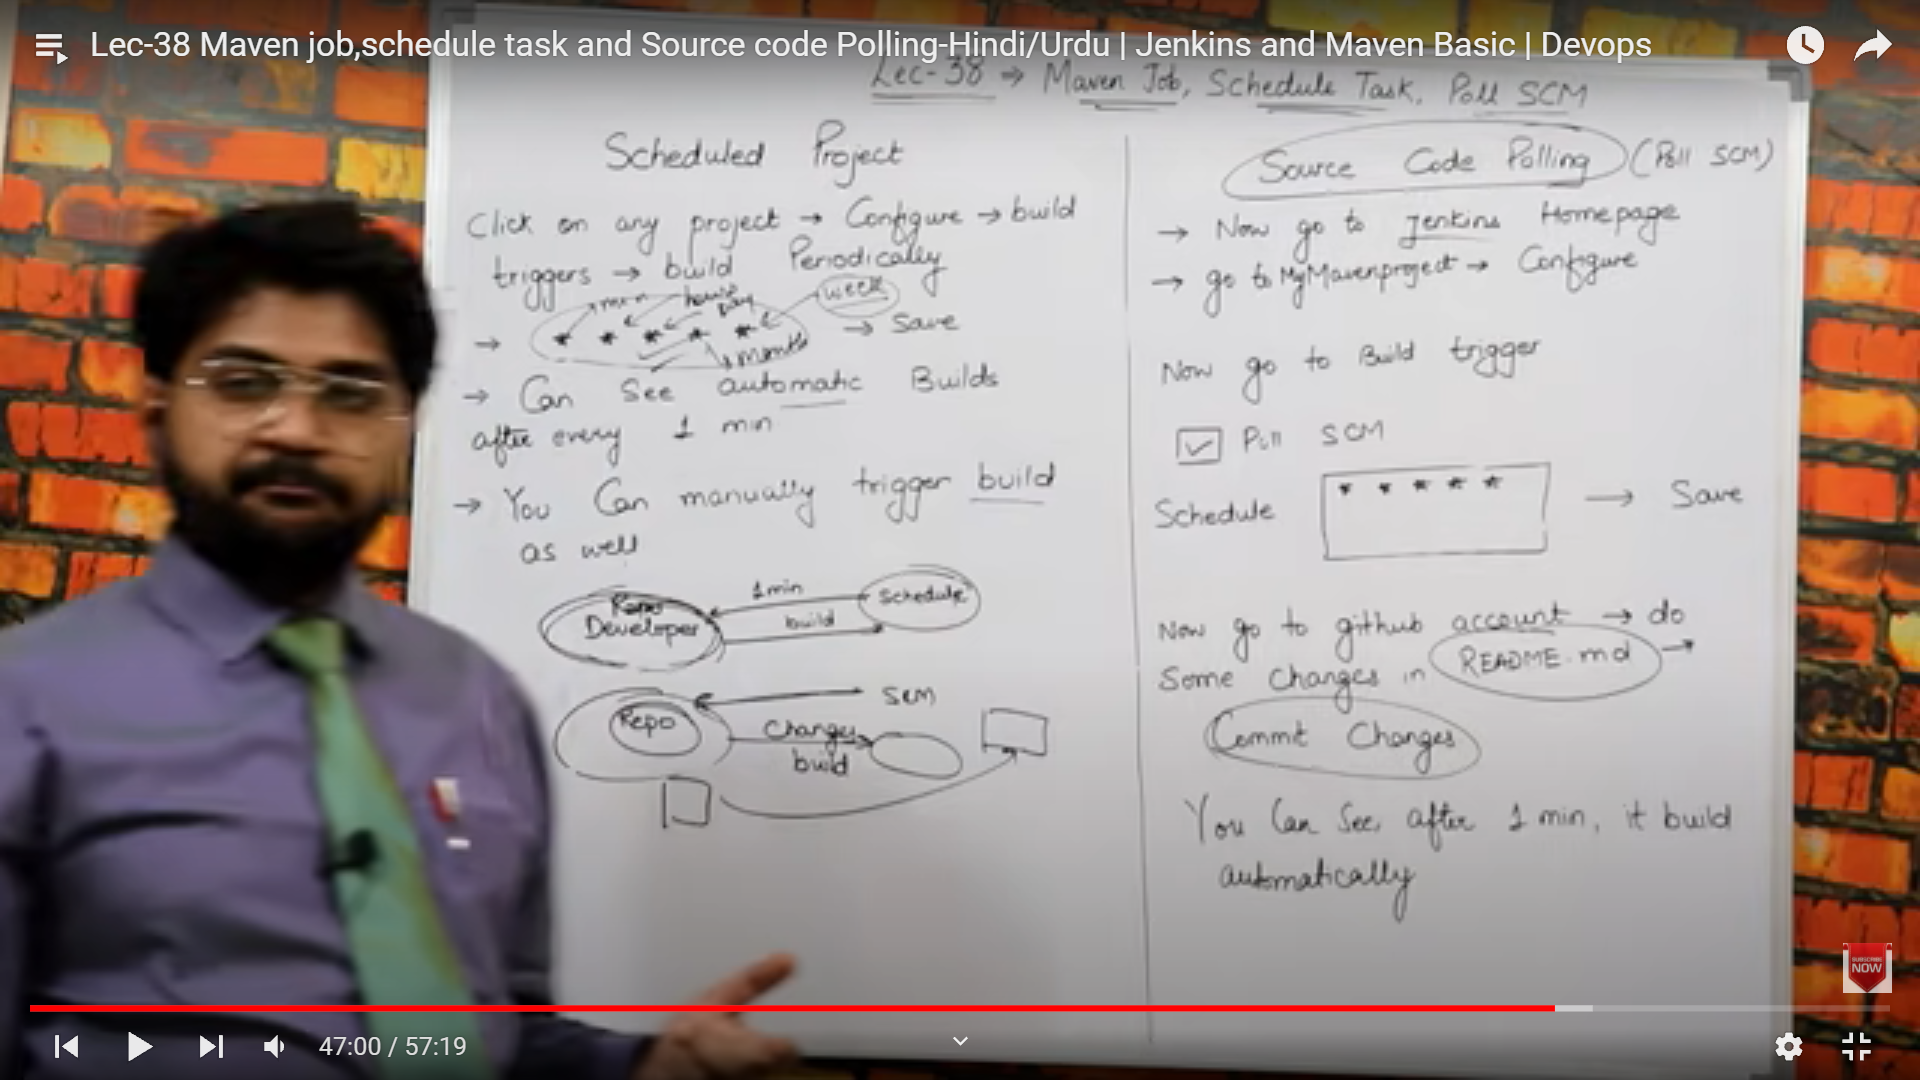 Lec-38 Maven job,schedule task and Source code Polling-Hindi/Urdu | Jenkins and Maven Basic | Devops
Lec-38 → Maven Job, Schedule Task, Poll SCM
Scheduled Project
Click on any project → Configure → build
triggers → build Periodically
→ min hour Day week
* * * * * → Save
month
→ Can See automatic Builds
after every 1 min
→ You Can manually trigger build
as well
1min Schedule
Developer build
SCM
Repo Changes
build
Source Code Polling (Poll SCM)
→ Now go to Jenkins Homepage
→ go to MyMavenproject → Configure
Now go to Build trigger
Poll SCM
Schedule * * * * * → Save
Now go to github account → do
Some Changes in README.md →
Commit Changes
You Can See, after 1 min, it build
automatically
SUBSCRIBE
NOW
47:00 / 57:19